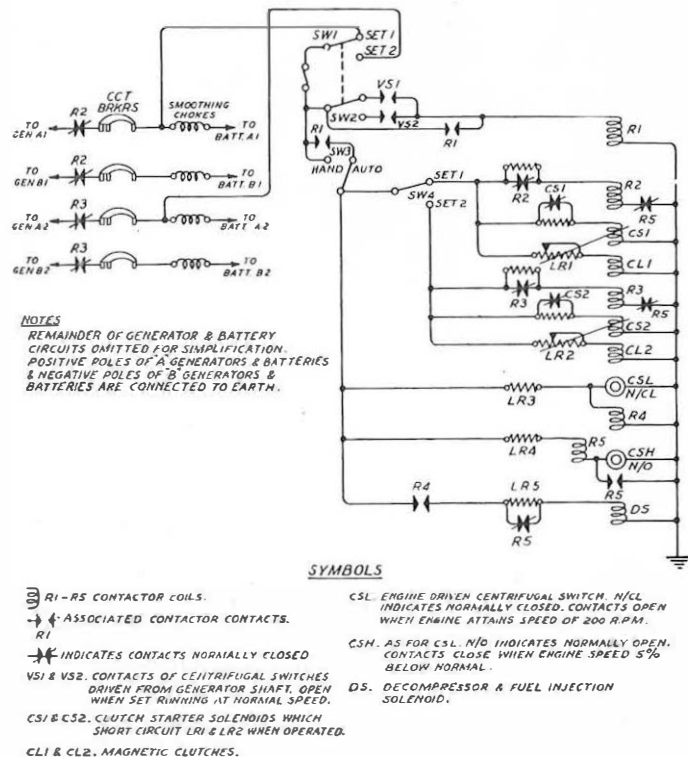 SW1
SET 1
SET 2
VS1
SW2
VS2
R1
R1
R1
SW3
HAND
AUTO
CCT
BRKRS
SMOOTHING
CHOKES
R2
TO
GEN A1
TO
BATT. A1
R2
TO
GEN B1
TO
BATT. B1
R3
TO
GEN A2
TO
BATT. A2
R3
TO
GEN B2
TO
BATT. B2
SW4
SET 1
SET 2
R2
R2
R5
CS1
CS1
LR1
CL1
R3
R3
R5
CS2
CS2
LR2
CL2
LR3
CSL
N/CL
R4
LR4
R5
CSH
N/O
R5
R4
LR5
R5
DS
NOTES
REMAINDER OF GENERATOR & BATTERY
CIRCUITS OMITTED FOR SIMPLIFICATION.
POSITIVE POLES OF "A" GENERATORS & BATTERIES
& NEGATIVE POLES OF "B" GENERATORS &
BATTERIES ARE CONNECTED TO EARTH.
SYMBOLS
R1-R5 CONTACTOR COILS.
ASSOCIATED CONTACTOR CONTACTS.
R1
INDICATES CONTACTS NORMALLY CLOSED
VS1 & VS2. CONTACTS OF CENTRIFUGAL SWITCHES
DRIVEN FROM GENERATOR SHAFT, OPEN
WHEN SET RUNNING AT NORMAL SPEED.
CS1 & CS2. CLUTCH STARTER SOLENOIDS WHICH
SHORT CIRCUIT LR1 & LR2 WHEN OPERATED.
CL1 & CL2. MAGNETIC CLUTCHES.
CSL. ENGINE DRIVEN CENTRIFUGAL SWITCH. N/CL
INDICATES NORMALLY CLOSED. CONTACTS OPEN
WHEN ENGINE ATTAINS SPEED OF 200 R.P.M.
CSH. AS FOR CSL. N/O INDICATES NORMALLY OPEN.
CONTACTS CLOSE WHEN ENGINE SPEED 5%
BELOW NORMAL.
DS. DECOMPRESSOR & FUEL INJECTION
SOLENOID.